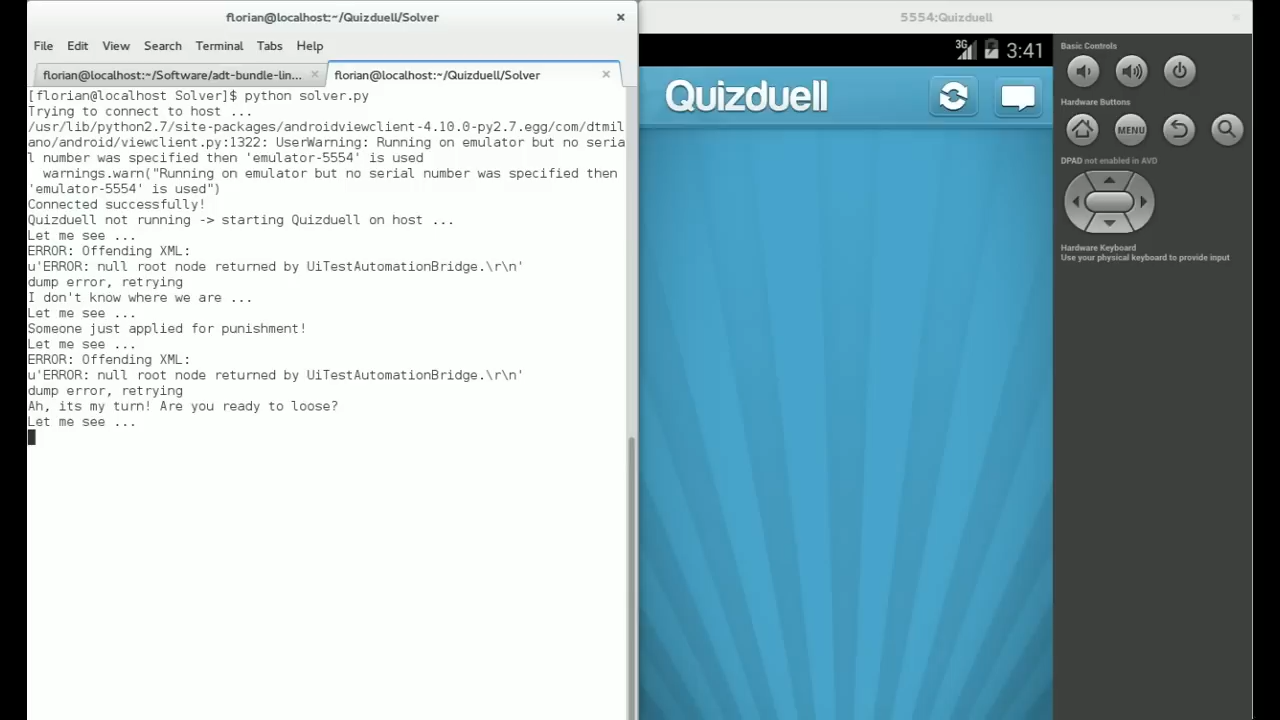 florian@localhost:~/Quizduell/Solver
File Edit View Search Terminal Tabs Help
florian@localhost:~/Software/adt-bundle-lin...
florian@localhost:~/Quizduell/Solver
[florian@localhost Solver]$ python solver.py
Trying to connect to host ...
/usr/lib/python2.7/site-packages/androidviewclient-4.10.0-py2.7.egg/com/dtmil
ano/android/viewclient.py:1322: UserWarning: Running on emulator but no seria
l number was specified then 'emulator-5554' is used
warnings.warn("Running on emulator but no serial number was specified then
'emulator-5554' is used")
Connected successfully!
Quizduell not running -> starting Quizduell on host ...
Let me see ...
ERROR: Offending XML:
u'ERROR: null root node returned by UiTestAutomationBridge.\r\n'
dump error, retrying
I don't know where we are ...
Let me see ...
Someone just applied for punishment!
Let me see ...
ERROR: Offending XML:
u'ERROR: null root node returned by UiTestAutomationBridge.\r\n'
dump error, retrying
Ah, its my turn! Are you ready to loose?
Let me see ...
5554:Quizduell
3G 3:41
Quizduell
Basic Controls
Hardware Buttons
MENU
DPAD not enabled in AVD
Hardware Keyboard
Use your physical keyboard to provide input